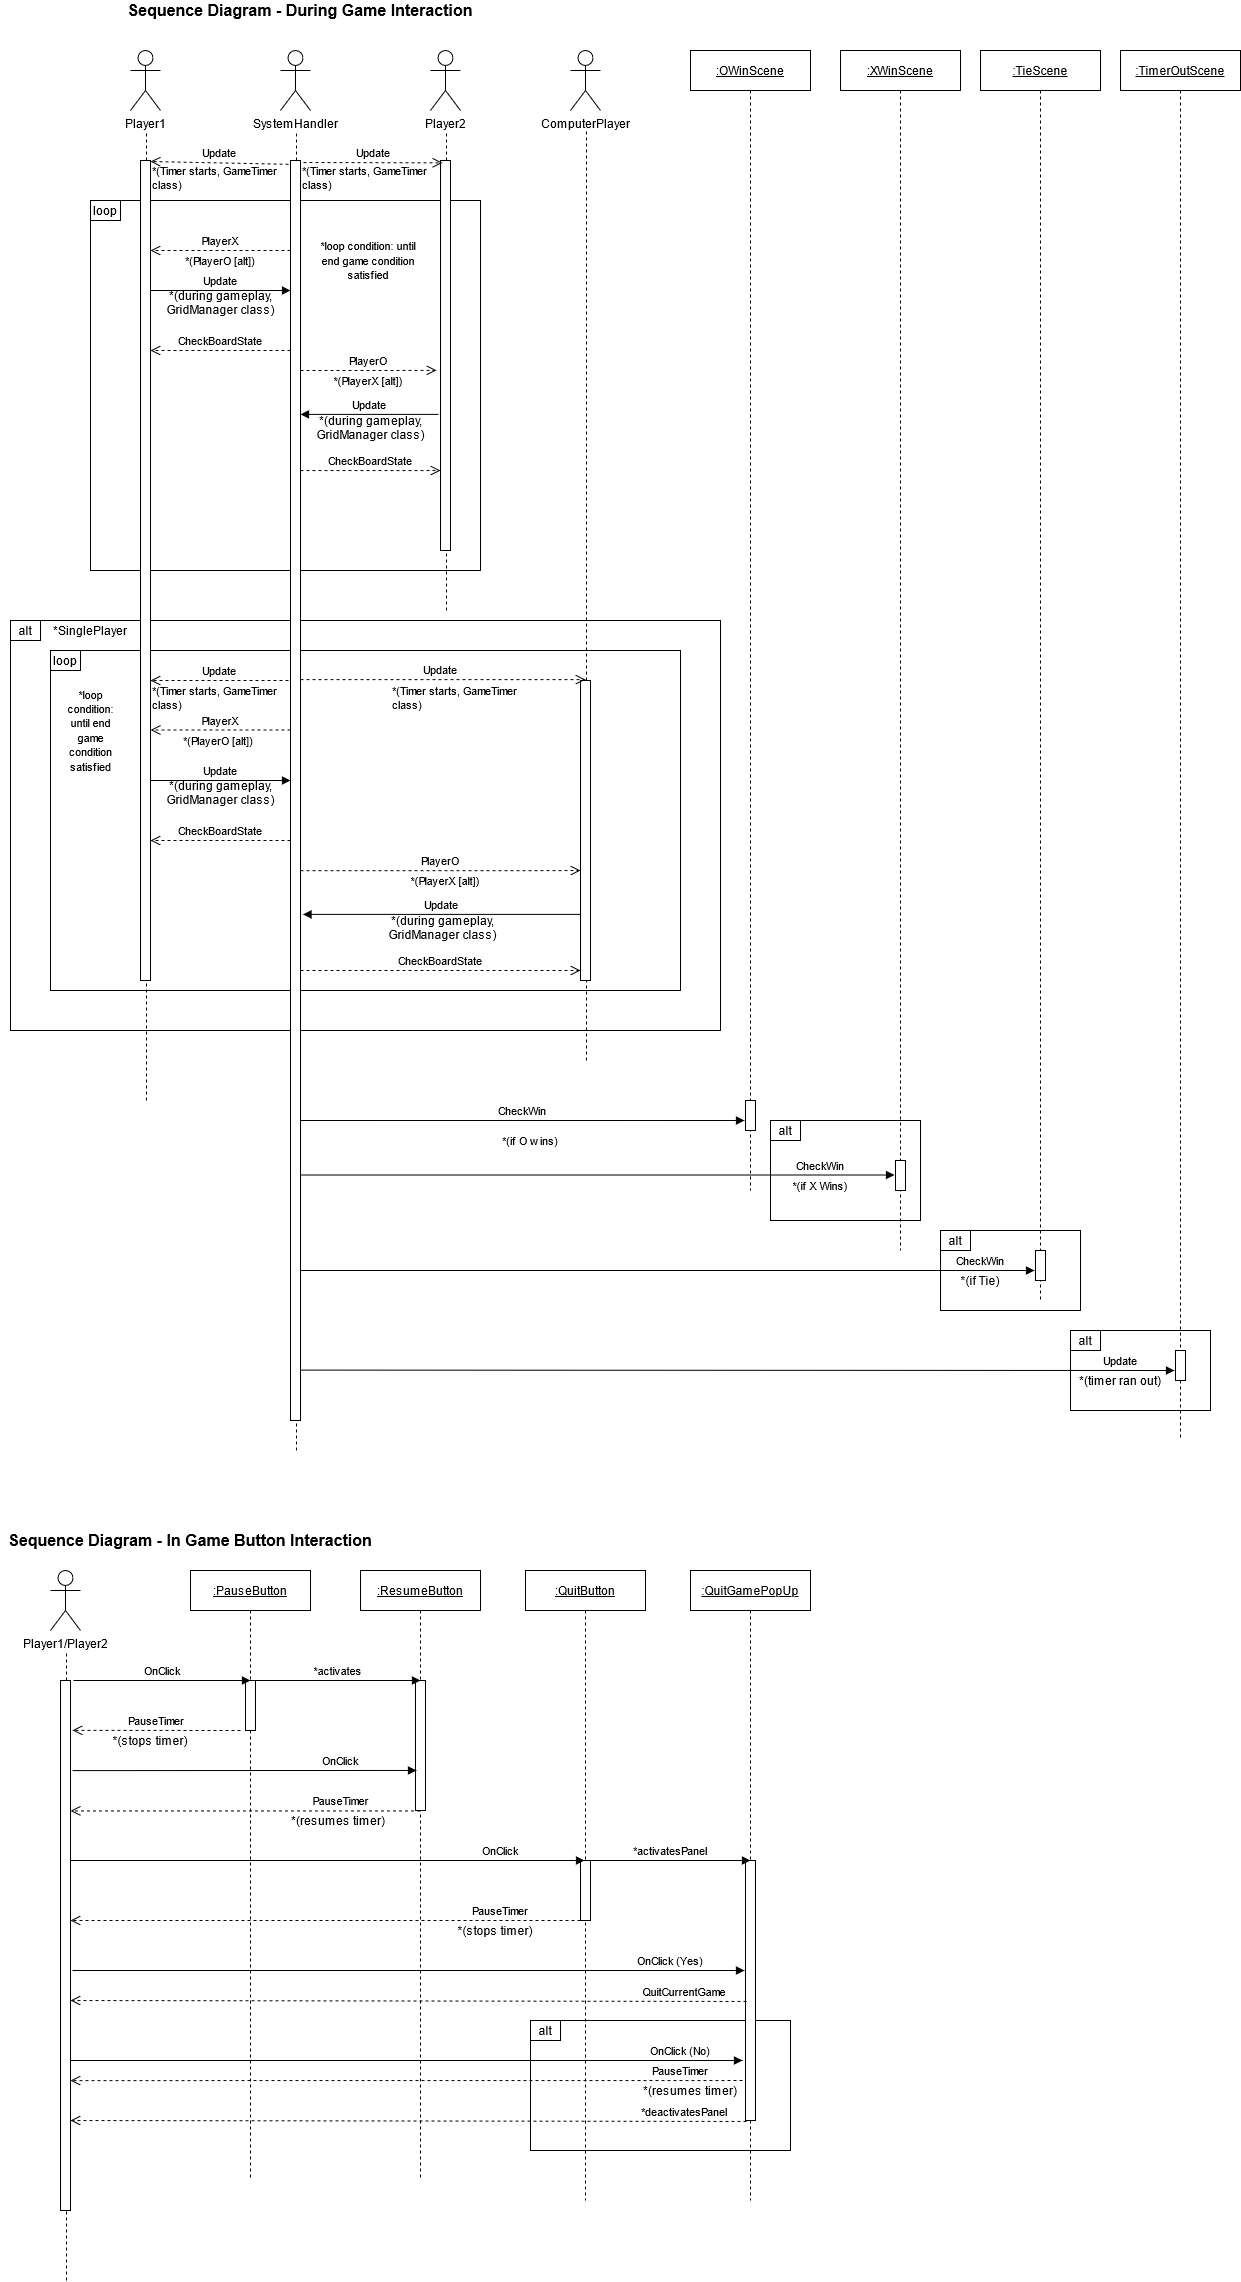 Sequence Diagram - During Game Interaction
:OWinScene
:XWinScene
:TieScene
:TimerOutScene
Player1
SystemHandler
Player2
ComputerPlayer
Update
*(Timer starts, GameTimer
class)
Update
*(Timer starts, GameTimer
class)
loop
PlayerX
*(PlayerO [alt])
*loop condition: until
end game condition
satisfied
Update
*(during gameplay,
GridManager class)
CheckBoardState
PlayerO
*(PlayerX [alt])
Update
*(during gameplay,
GridManager class)
CheckBoardState
alt
*SinglePlayer
loop
*loop
condition:
until end
game
condition
satisfied
Update
*(Timer starts, GameTimer
class)
Update
*(Timer starts, GameTimer
class)
PlayerX
*(PlayerO [alt])
Update
*(during gameplay,
GridManager class)
CheckBoardState
PlayerO
*(PlayerX [alt])
Update
*(during gameplay,
GridManager class)
CheckBoardState
CheckWin
*(if O wins)
alt
CheckWin
*(if X Wins)
alt
CheckWin
*(if Tie)
alt
Update
*(timer ran out)
Sequence Diagram - In Game Button Interaction
:PauseButton
:ResumeButton
:QuitButton
:QuitGamePopUp
Player1/Player2
OnClick
*activates
PauseTimer
*(stops timer)
OnClick
PauseTimer
*(resumes timer)
OnClick
*activatesPanel
PauseTimer
*(stops timer)
OnClick (Yes)
QuitCurrentGame
alt
OnClick (No)
PauseTimer
*(resumes timer)
*deactivatesPanel